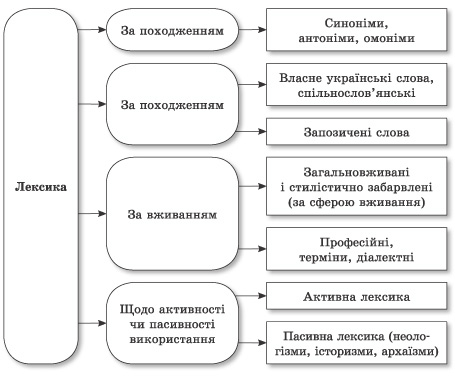 Лексика
За походженням
Синоніми,
антоніми, омоніми
За походженням
Власне українські слова,
спільнослов’янські
Запозичені слова
За вживанням
Загальновживані
і стилістично забарвлені
(за сферою вживання)
Професійні,
терміни, діалектні
Щодо активності
чи пасивності
використання
Активна лексика
Пасивна лексика (неоло-
гізми, історизми, архаїзми)